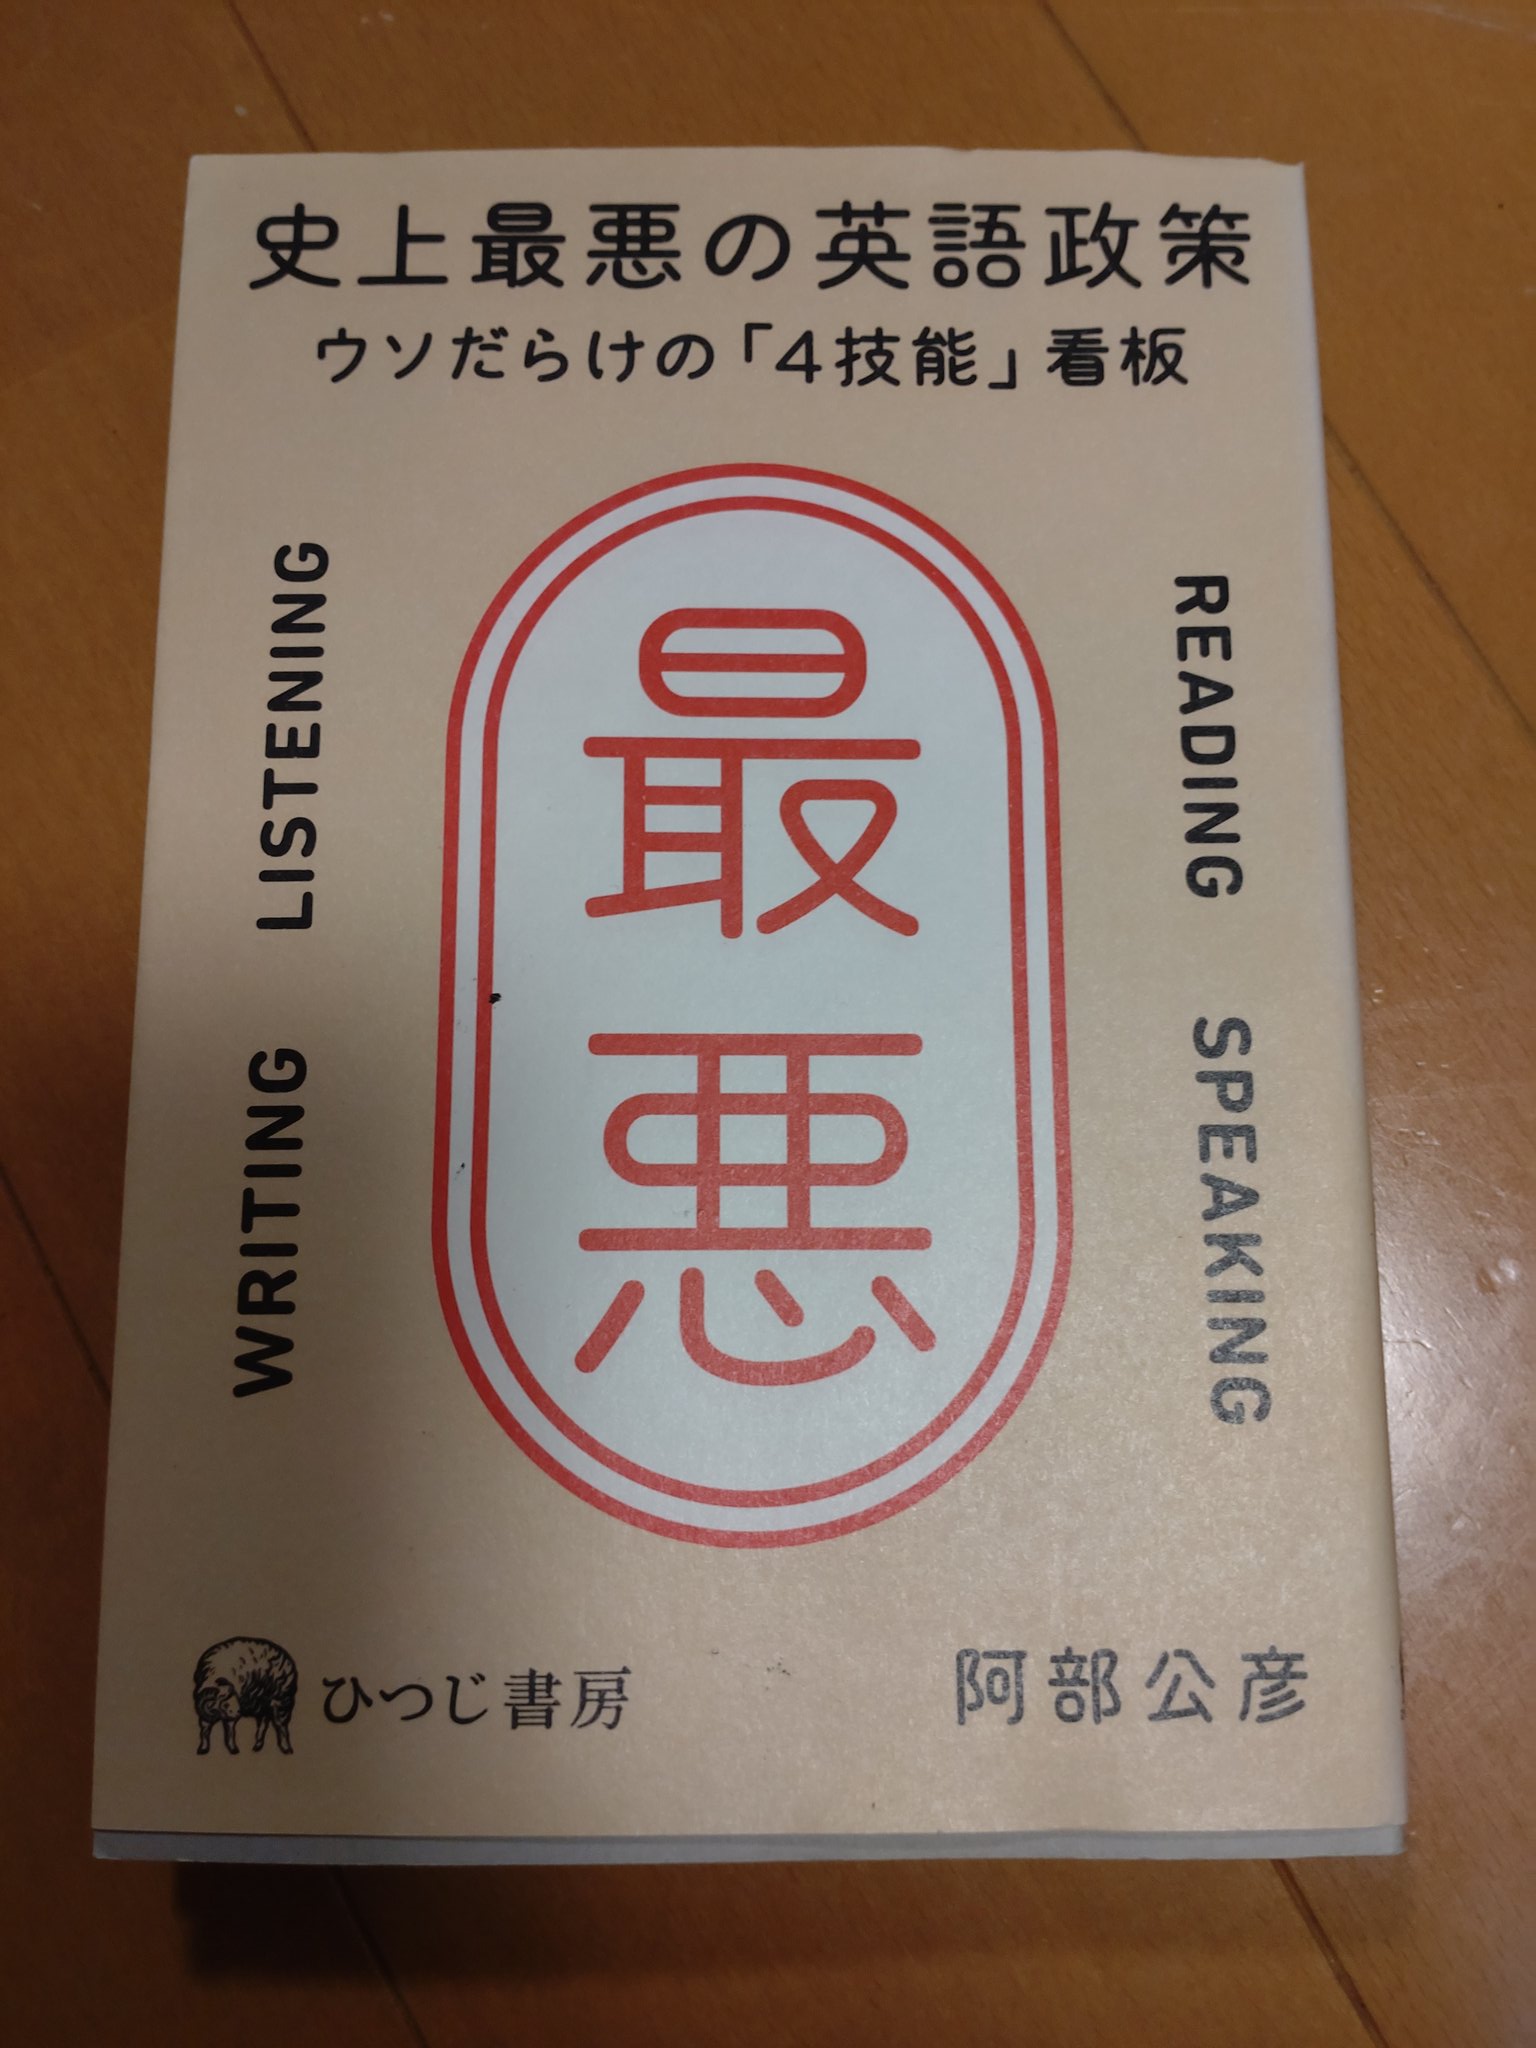 史上最悪の英語政策
ウソだらけの「4技能」看板
LISTENING
WRITING
最悪
READING
SPEAKING
ひつじ書房
阿部公彦